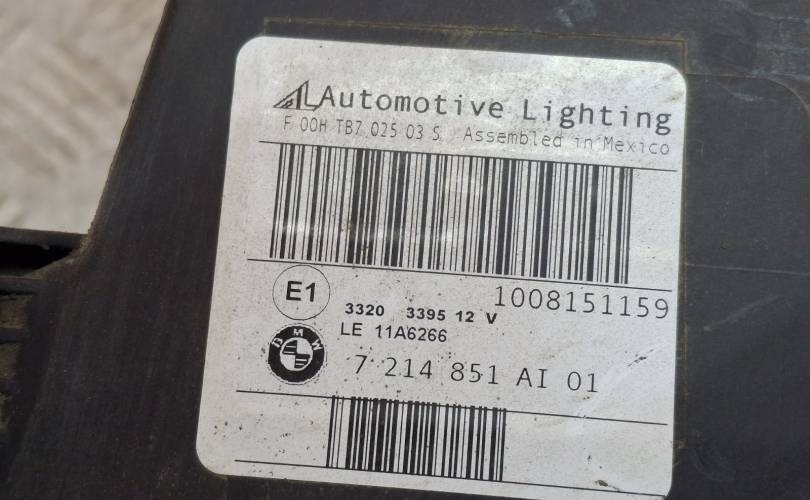 AL Automotive Lighting
F 00H TB7 025 03 S Assembled in Mexico
1008151159
E1
3320 3395 12 V
LE 11A6266
BMW
7 214 851 AI 01